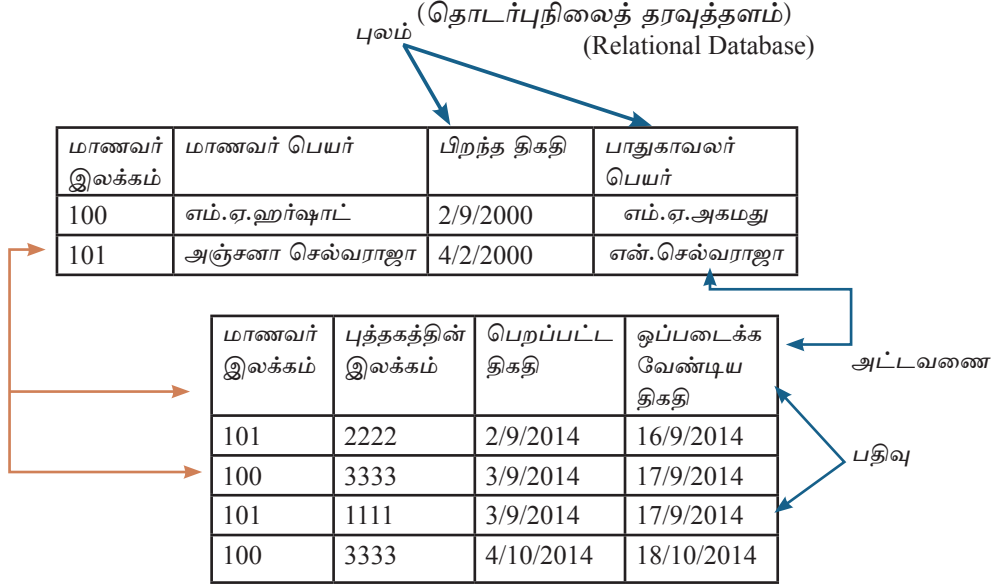 (தொடர்புநிலைத் தரவுத்தளம்)
புலம்
(Relational Database)
மாணவர் இலக்கம் மாணவர் பெயர் பிறந்த திகதி பாதுகாவலர் பெயர்
100 எம்.ஏ.ஹர்ஷாட் 2/9/2000 எம்.ஏ.அகமது
101 அஞ்சனா செல்வராஜா 4/2/2000 என்.செல்வராஜா
மாணவர் இலக்கம் புத்தகத்தின் இலக்கம் பெறப்பட்ட திகதி ஒப்படைக்க வேண்டிய திகதி
அட்டவணை
101 2222 2/9/2014 16/9/2014
100 3333 3/9/2014 17/9/2014
பதிவு
101 1111 3/9/2014 17/9/2014
100 3333 4/10/2014 18/10/2014